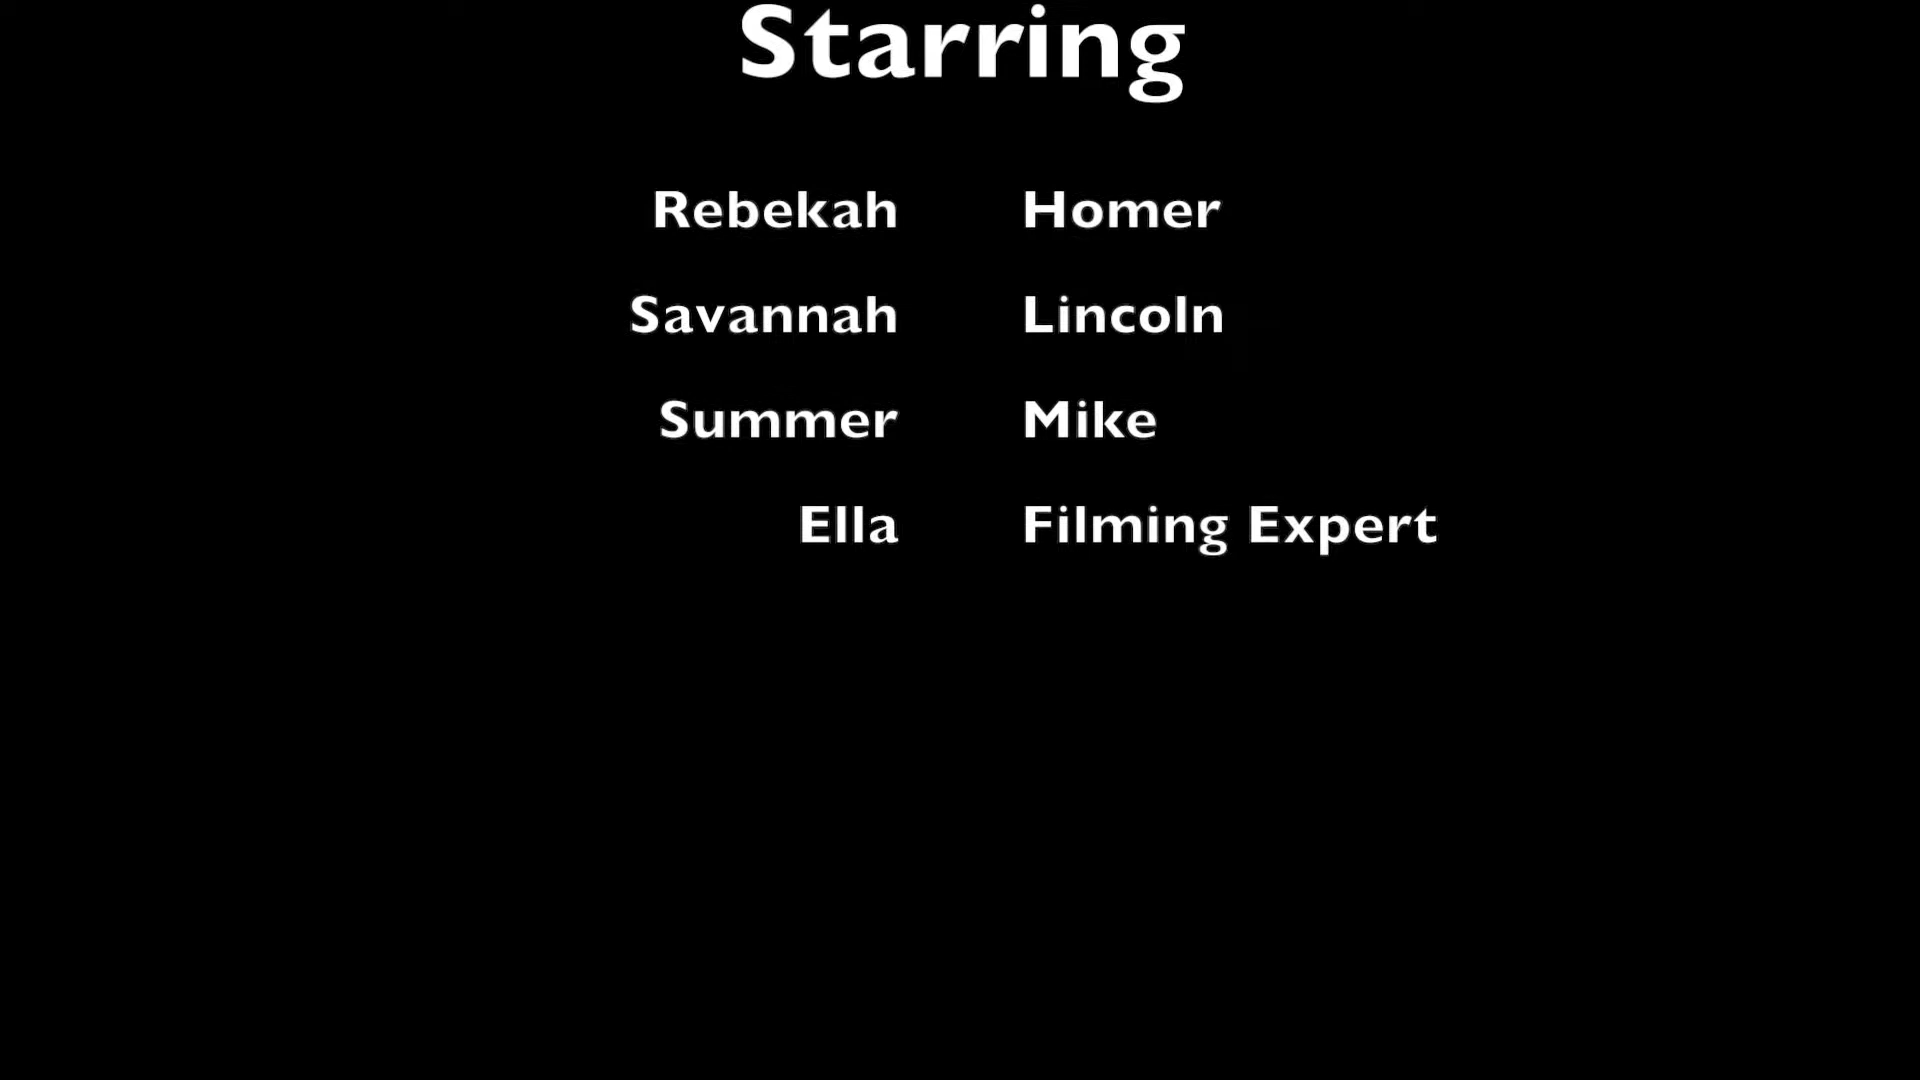 Starring
Rebekah Homer
Savannah Lincoln
Summer Mike
Ella Filming Expert